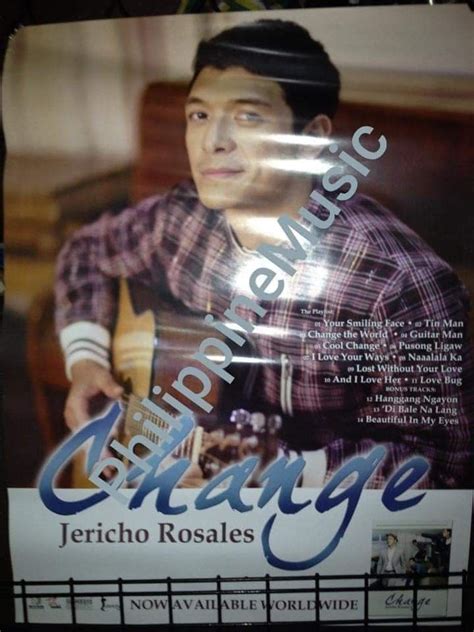 The Playlist
01 Your Smiling Face • 02 Tin Man
03 Change the World • 04 Guitar Man
05 Cool Change • 06 Pusong Ligaw
07 I Love Your Ways • 08 Naaalala Ka
09 Lost Without Your Love
10 And I Love Her • 11 Love Bug
BONUS TRACKS
12 Hanggang Ngayon
13 'Di Bale Na Lang
14 Beautiful In My Eyes
PhilippineMusic
Change
Jericho Rosales
Change
NOW AVAILABLE WORLDWIDE